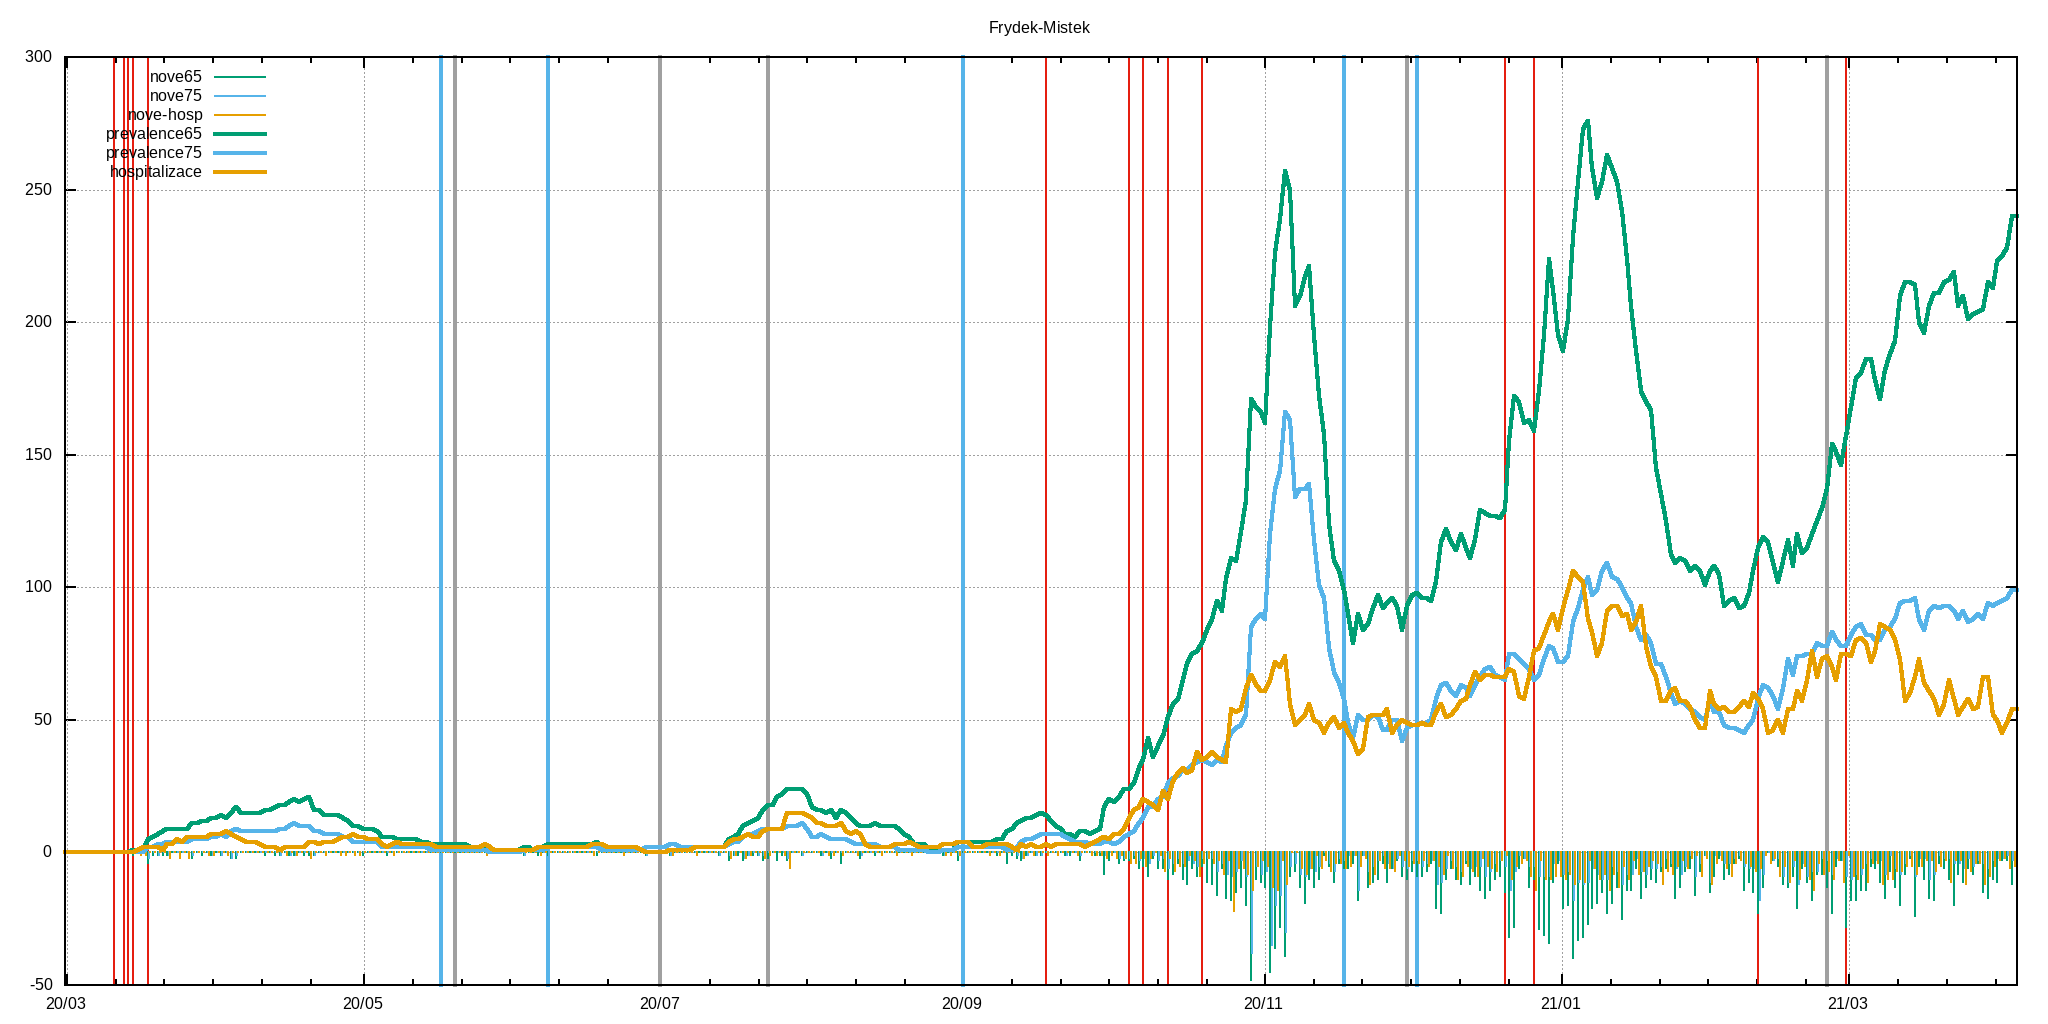 Frydek-Mistek
300
250
200
150
100
50
0
-50
nove65
nove75
nove-hosp
prevalence65
prevalence75
hospitalizace
20/03 20/05 20/07 20/09 20/11 21/01 21/03